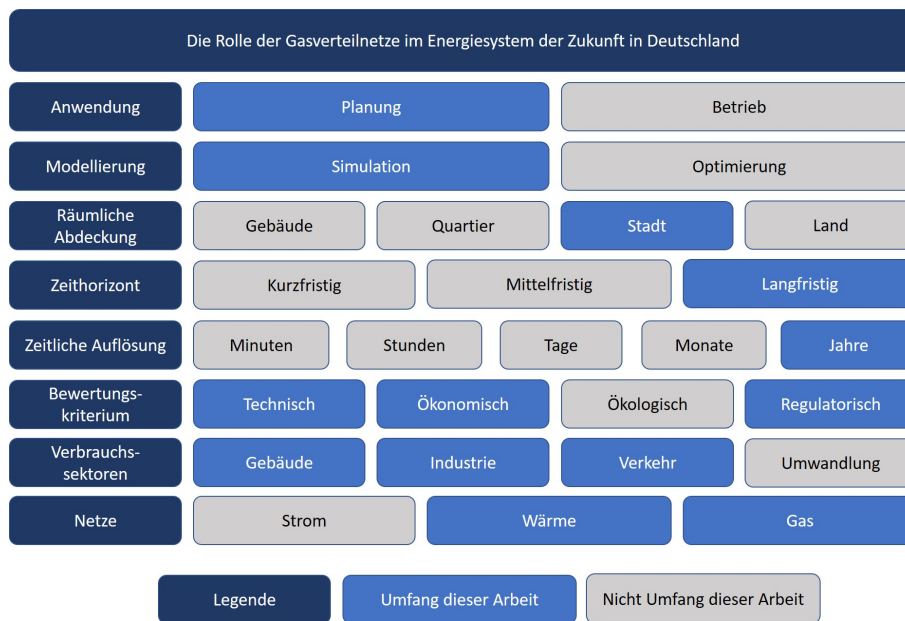 Die Rolle der Gasverteilnetze im Energiesystem der Zukunft in Deutschland
Anwendung
Planung
Betrieb
Modellierung
Simulation
Optimierung
Räumliche
Abdeckung
Gebäude
Quartier
Stadt
Land
Zeithorizont
Kurzfristig
Mittelfristig
Langfristig
Zeitliche Auflösung
Minuten
Stunden
Tage
Monate
Jahre
Bewertungs-
kriterium
Technisch
Ökonomisch
Ökologisch
Regulatorisch
Verbrauchs-
sektoren
Gebäude
Industrie
Verkehr
Umwandlung
Netze
Strom
Wärme
Gas
Legende
Umfang dieser Arbeit
Nicht Umfang dieser Arbeit